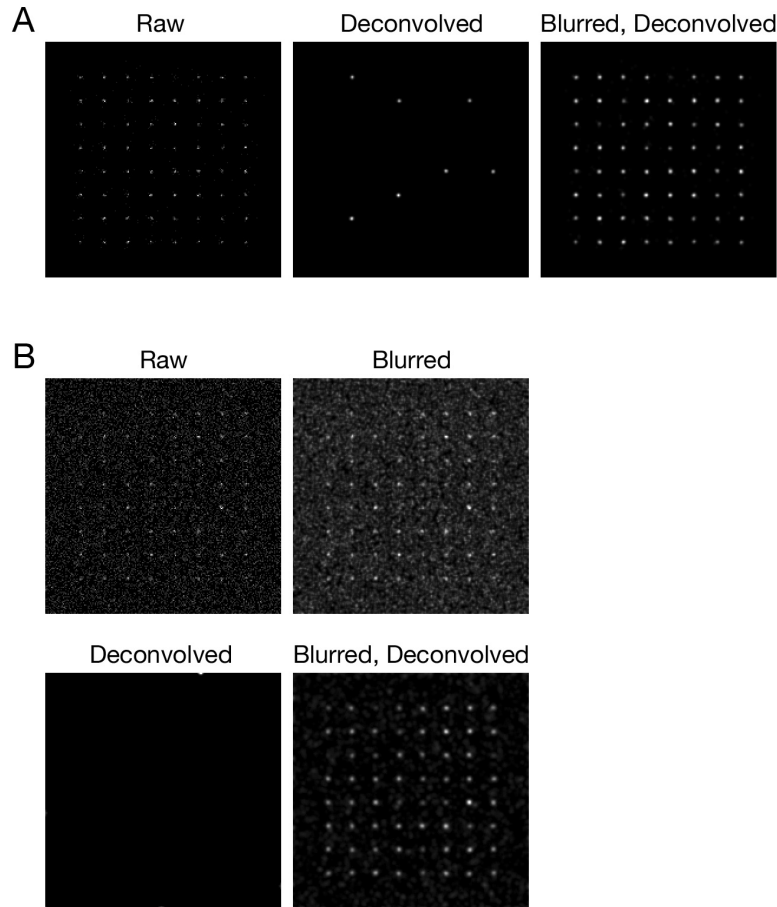 A
Raw
Deconvolved
Blurred, Deconvolved
B
Raw
Blurred
Deconvolved
Blurred, Deconvolved